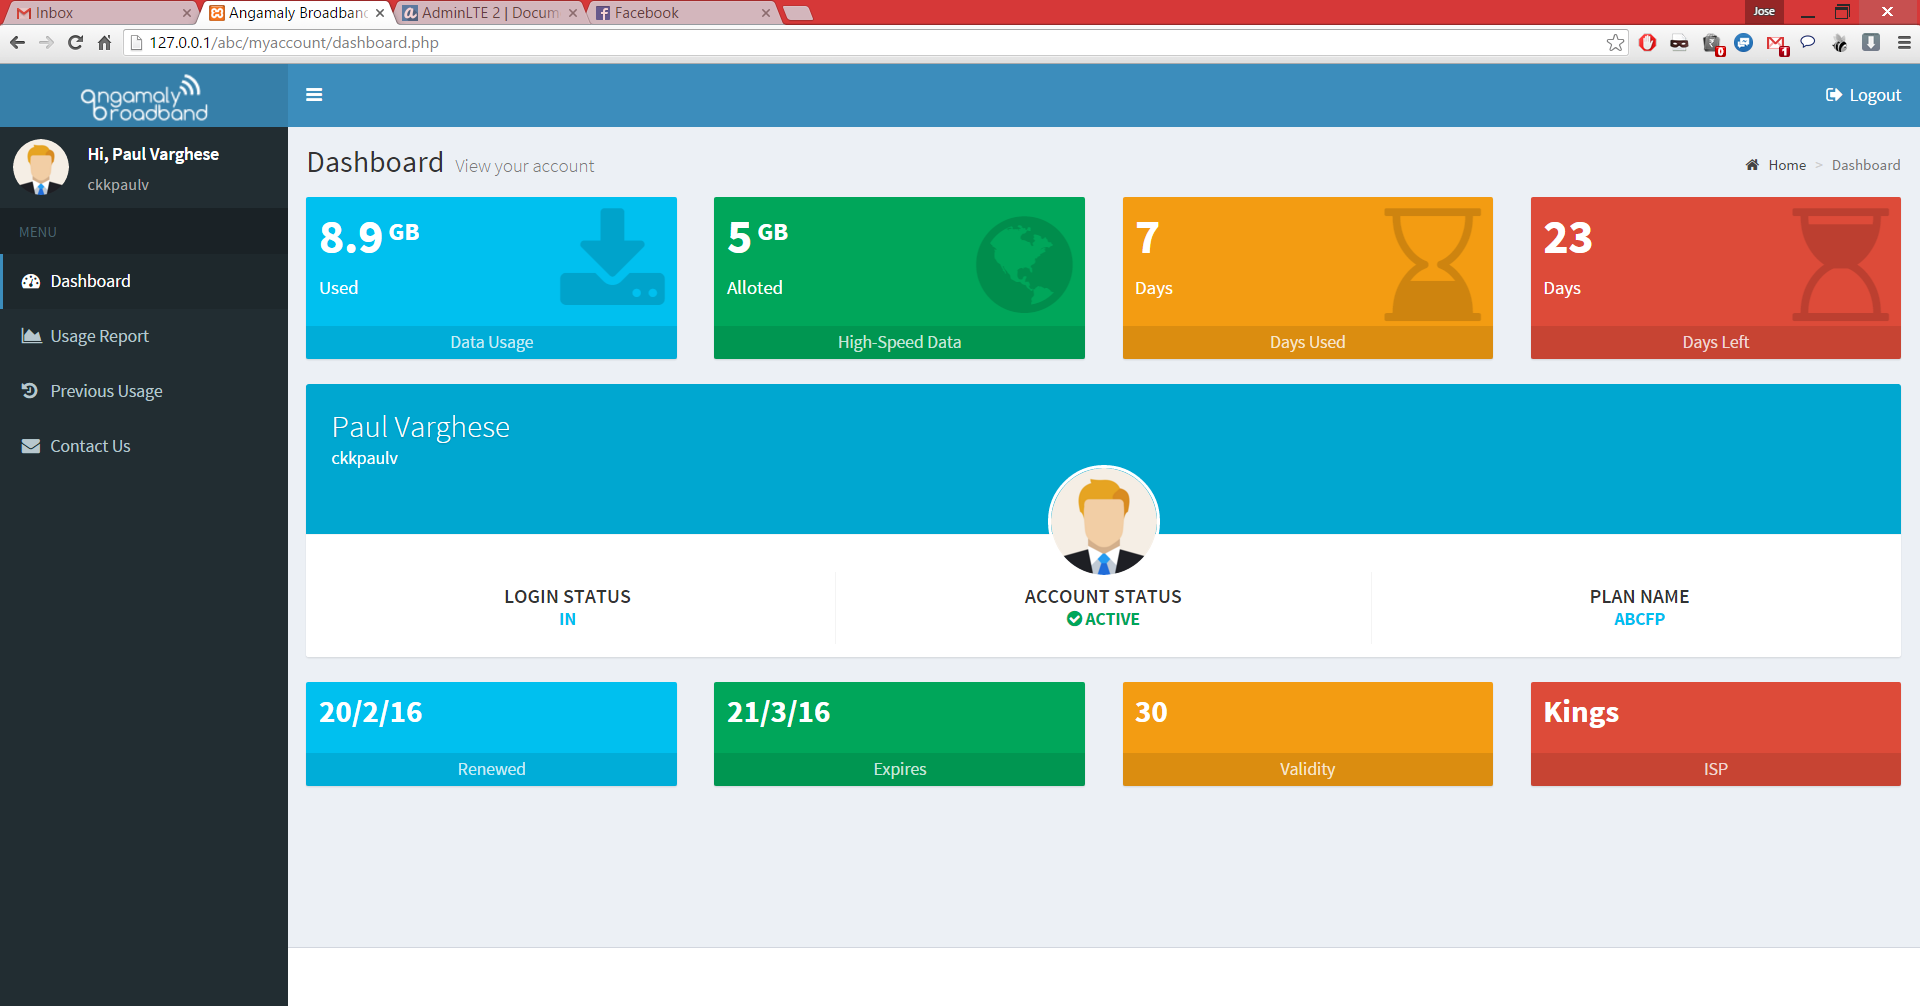 Inbox
Angamaly Broadband
AdminLTE 2 | Docum
Facebook
Jose
127.0.0.1/abc/myaccount/dashboard.php
0
1
angamaly
broadband
Logout
Hi, Paul Varghese
ckkpaulv
MENU
Dashboard
Usage Report
Previous Usage
Contact Us
Dashboard View your account
Home > Dashboard
8.9 GB
Used
Data Usage
5 GB
Alloted
High-Speed Data
7
Days
Days Used
23
Days
Days Left
Paul Varghese
ckkpaulv
LOGIN STATUS
IN
ACCOUNT STATUS
ACTIVE
PLAN NAME
ABCFP
20/2/16
Renewed
21/3/16
Expires
30
Validity
Kings
ISP